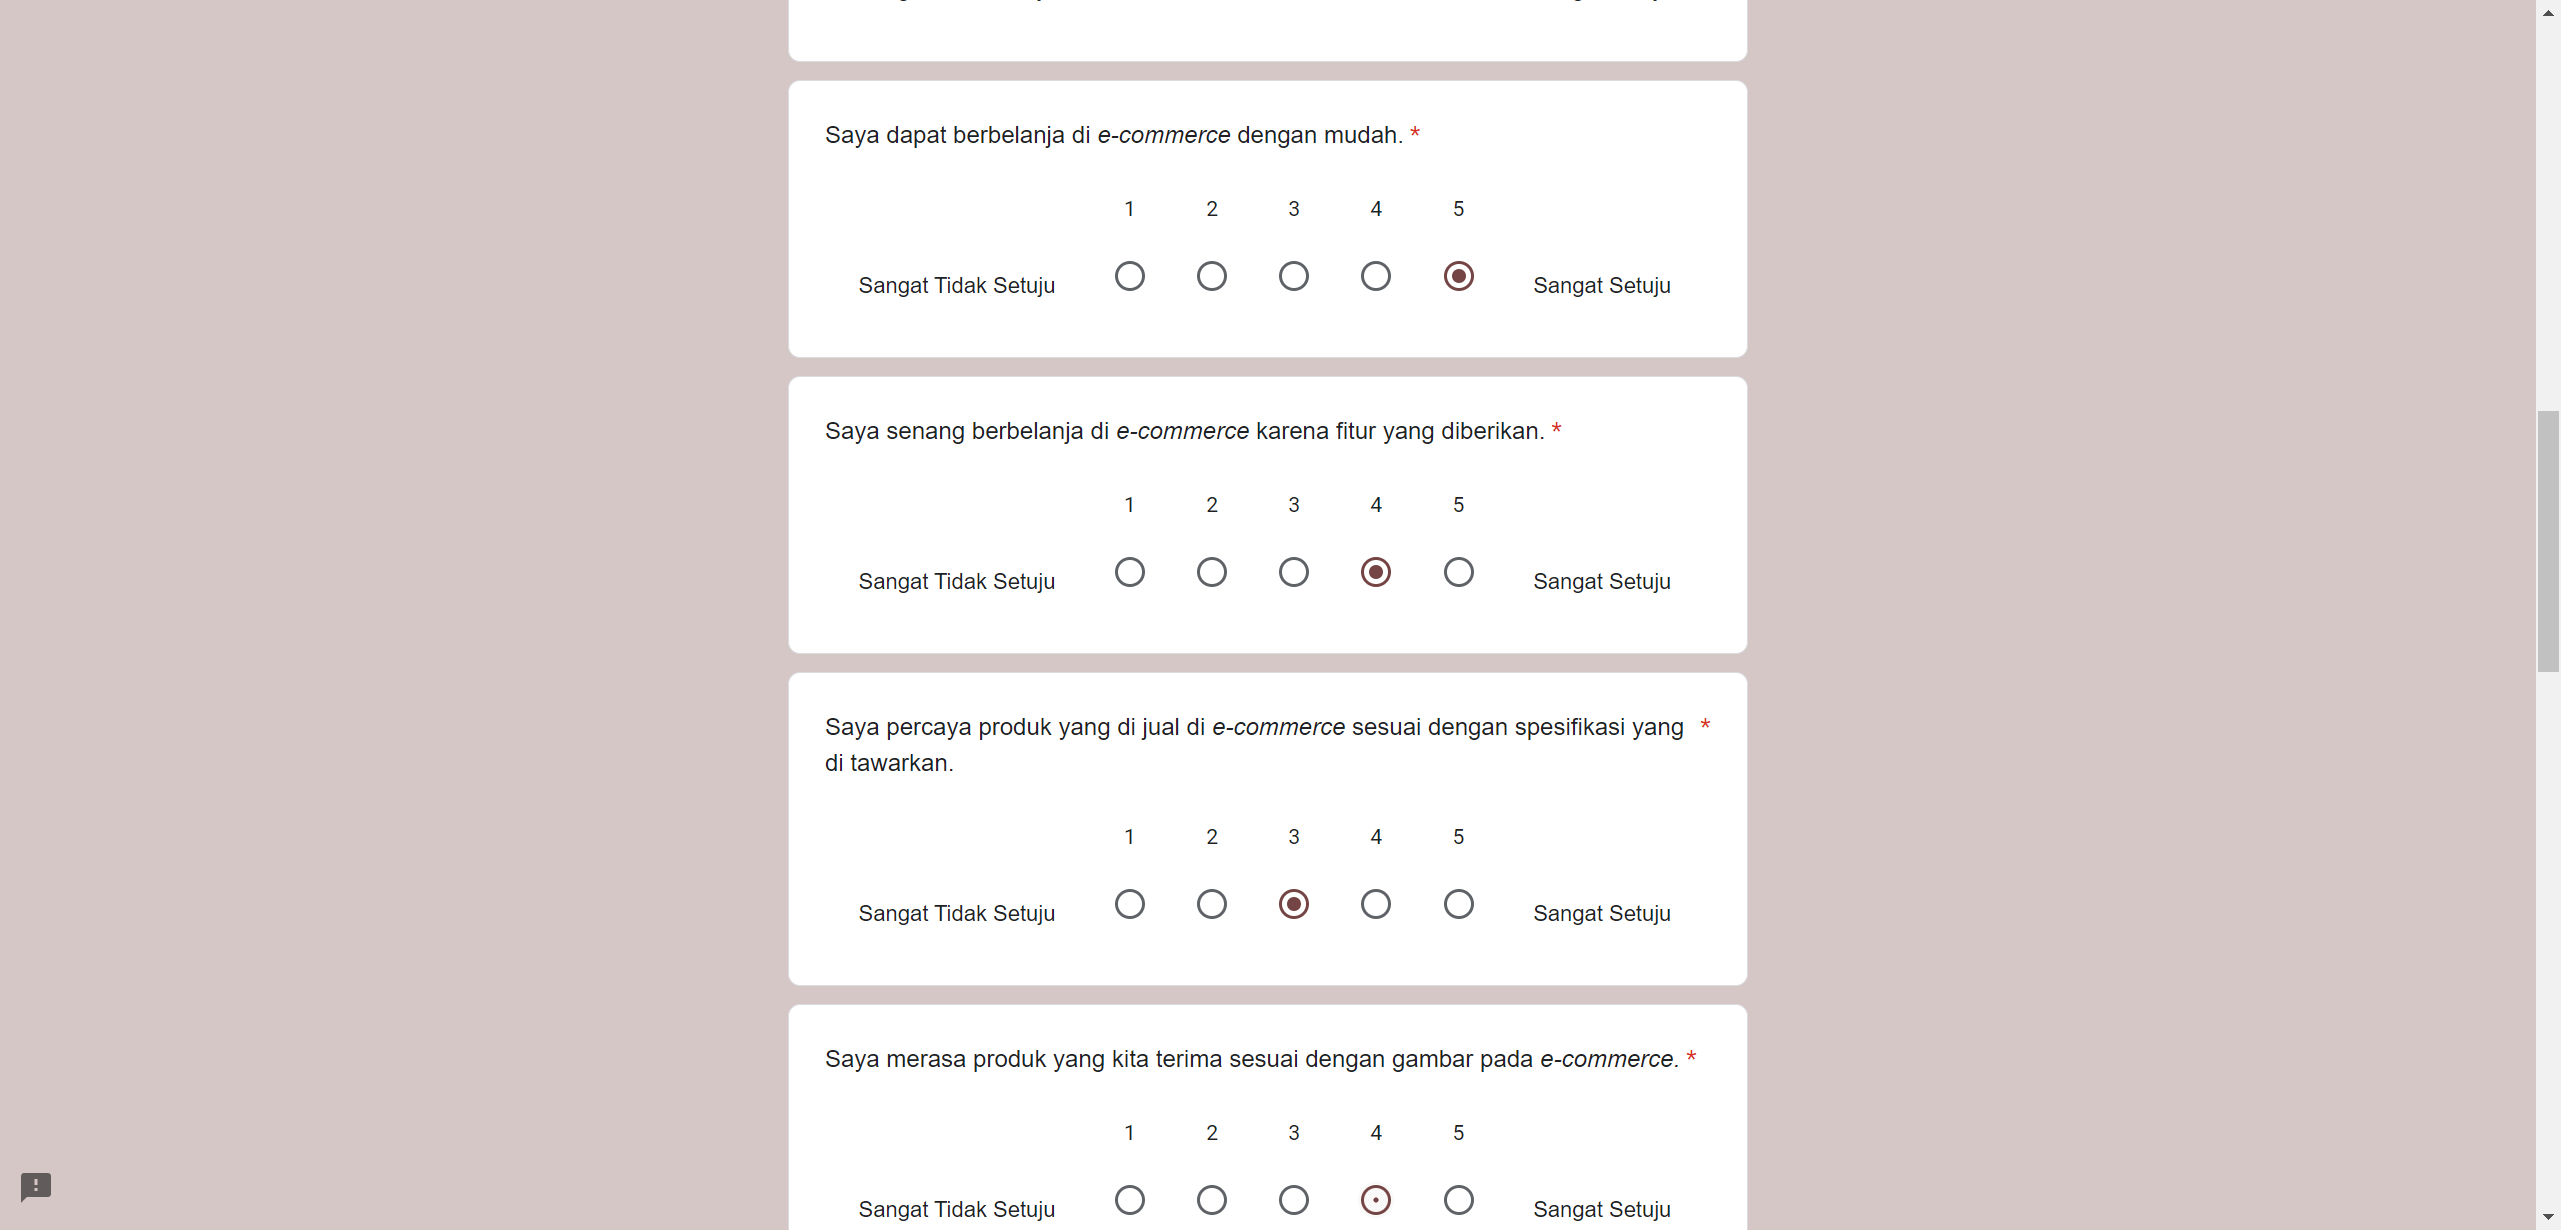 Saya dapat berbelanja di e-commerce dengan mudah. *
1 2 3 4 5
Sangat Tidak Setuju Sangat Setuju
Saya senang berbelanja di e-commerce karena fitur yang diberikan. *
1 2 3 4 5
Sangat Tidak Setuju Sangat Setuju
Saya percaya produk yang di jual di e-commerce sesuai dengan spesifikasi yang *
di tawarkan.
1 2 3 4 5
Sangat Tidak Setuju Sangat Setuju
Saya merasa produk yang kita terima sesuai dengan gambar pada e-commerce. *
1 2 3 4 5
Sangat Tidak Setuju Sangat Setuju